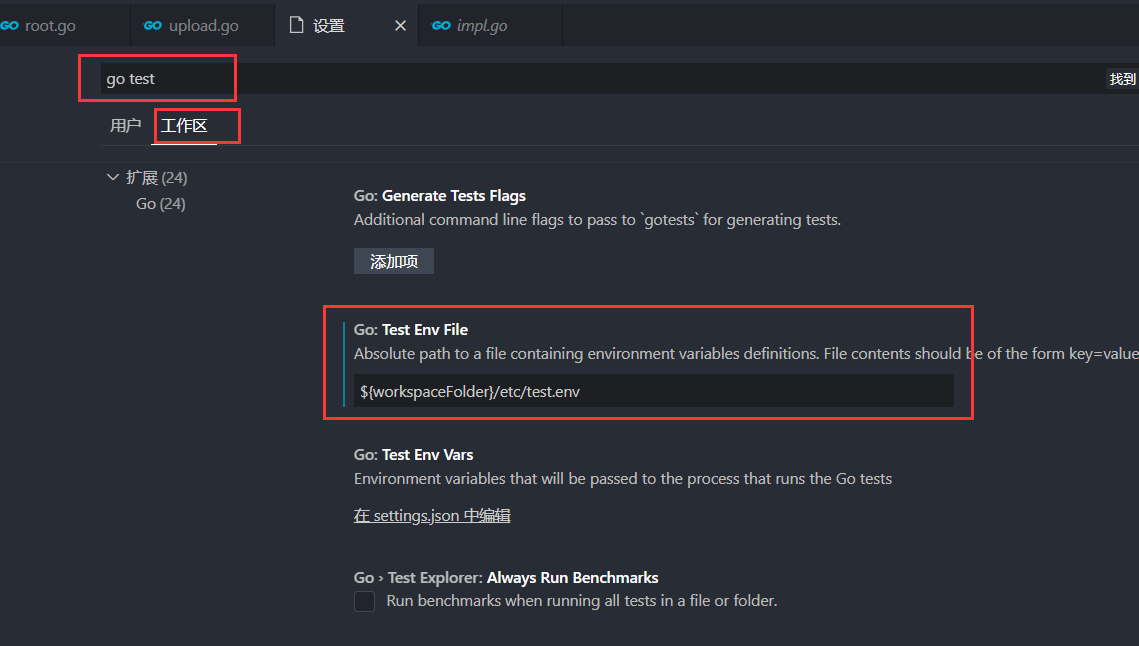 GO root.go GO upload.go 设置 GO impl.go
go test 找到
用户 工作区
扩展 (24)
Go (24)
Go: Generate Tests Flags
Additional command line flags to pass to `gotests` for generating tests.
添加项
Go: Test Env File
Absolute path to a file containing environment variables definitions. File contents should be of the form key=value
${workspaceFolder}/etc/test.env
Go: Test Env Vars
Environment variables that will be passed to the process that runs the Go tests
在 settings.json 中编辑
Go › Test Explorer: Always Run Benchmarks
Run benchmarks when running all tests in a file or folder.